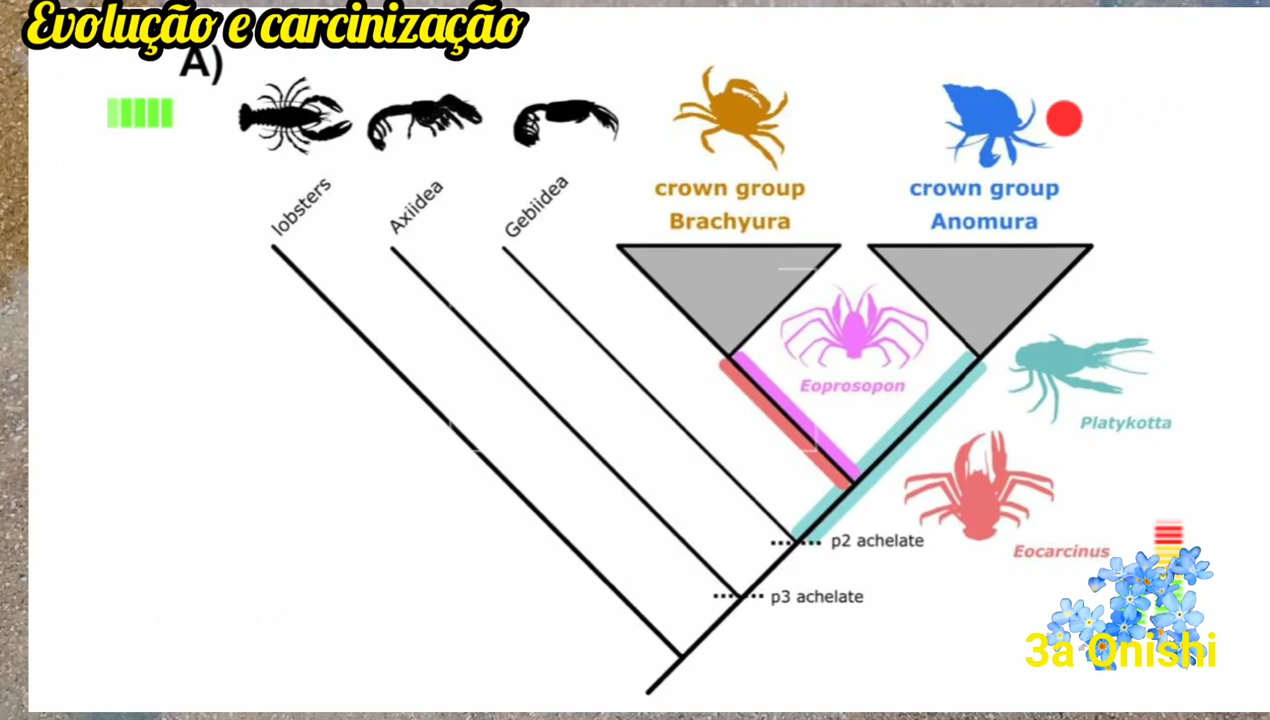 Evolução e carcinização
A)
lobsters
Axiidea
Gebiidea
crown group
Brachyura
crown group
Anomura
Eoprosopon
Platykotta
Eocarcinus
p2 achelate
p3 achelate
3a Onishi